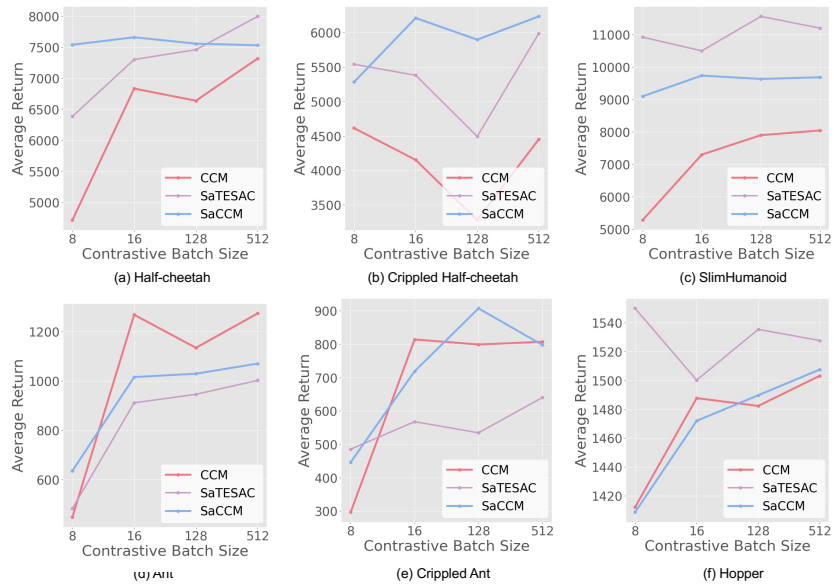 8000
7500
7000
6500
6000
5500
5000
Average Return
CCM
SaTESAC
SaCCM
8 16 128 512
Contrastive Batch Size
(a) Half-cheetah
6000
5500
5000
4500
4000
3500
Average Return
CCM
SaTESAC
SaCCM
8 16 128 512
Contrastive Batch Size
(b) Crippled Half-cheetah
11000
10000
9000
8000
7000
6000
5000
Average Return
CCM
SaTESAC
SaCCM
8 16 128 512
Contrastive Batch Size
(c) SlimHumanoid
1200
1000
800
600
Average Return
CCM
SaTESAC
SaCCM
8 16 128 512
Contrastive Batch Size
(d) Ant
900
800
700
600
500
400
300
Average Return
CCM
SaTESAC
SaCCM
8 16 128 512
Contrastive Batch Size
(e) Crippled Ant
1540
1520
1500
1480
1460
1440
1420
Average Return
CCM
SaTESAC
SaCCM
8 16 128 512
Contrastive Batch Size
(f) Hopper